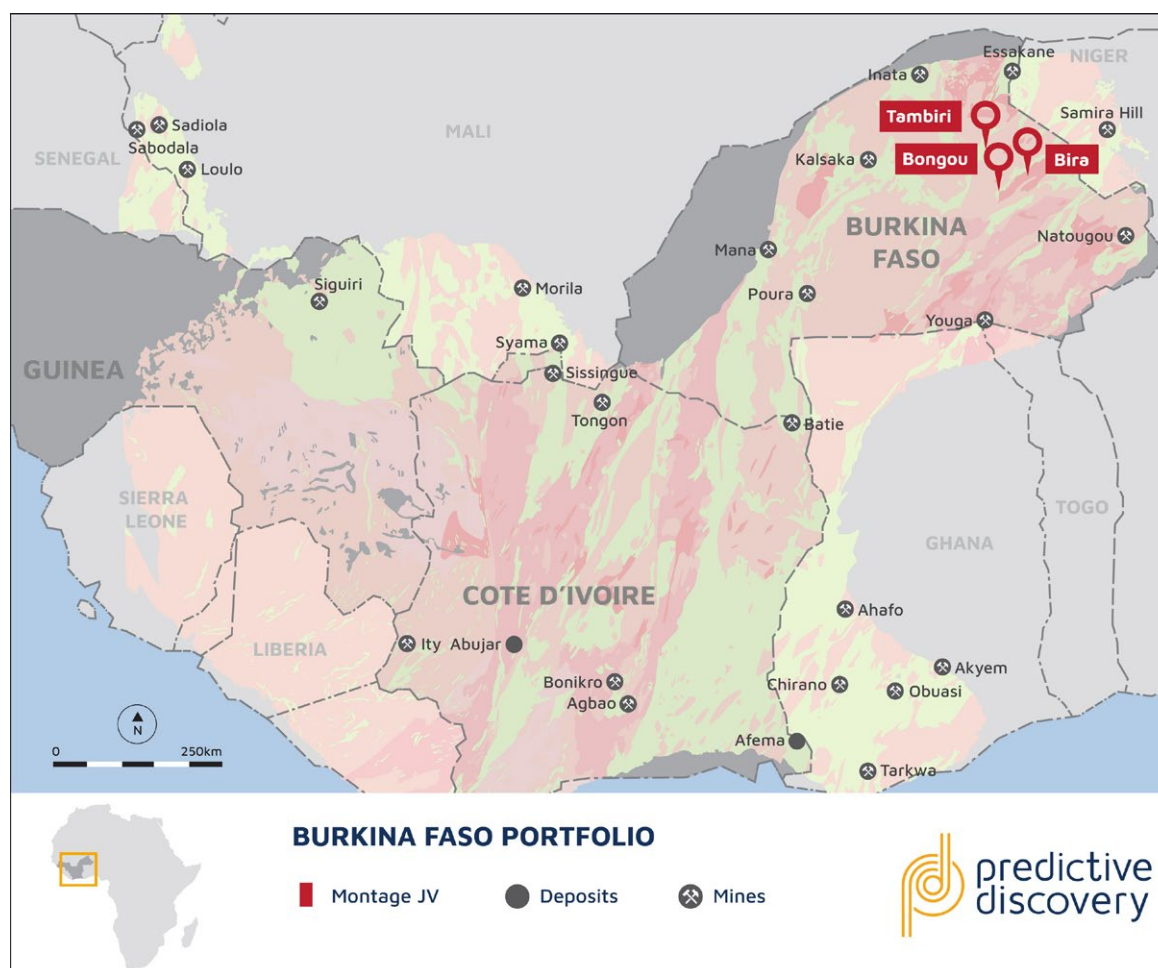 Essakane
NIGER
Inata
Tambiri
Samira Hill
Sadiola
MALI
Sabodala
SENEGAL
Kalsaka
Bongou
Bira
Loulo
BURKINA
FASO
Natougou
Mana
Siguiri
Morila
Poura
Youga
Syama
GUINEA
Sissingue
Tongon
Batie
SIERRA
LEONE
TOGO
GHANA
COTE D'IVOIRE
Ahafo
LIBERIA
Ity
Abujar
Akyem
Bonikro
Chirano
Obuasi
Agbao
N
Afema
0
250km
Tarkwa
BURKINA FASO PORTFOLIO
Montage JV
Deposits
Mines
predictive
discovery